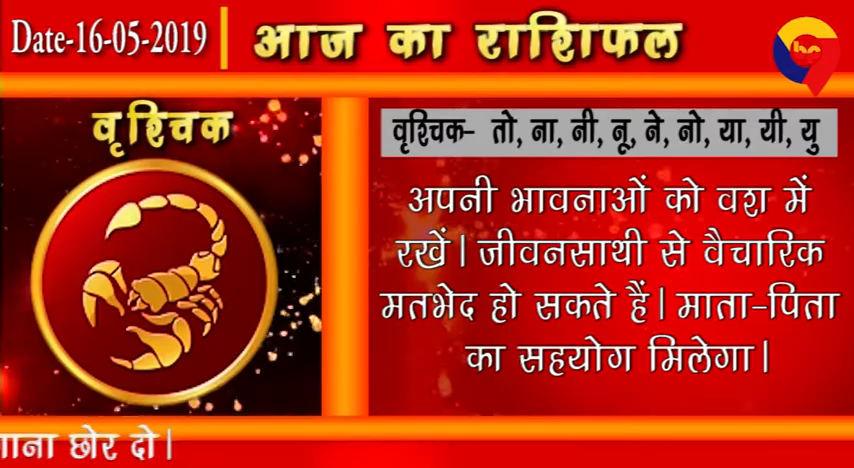 Date-16-05-2019
आज का राशिफल
वृश्चिक
वृश्चिक- तो, ना, नी, नू, ने, नो, या, यी, यु
अपनी भावनाओं को वश में
रखें। जीवनसाथी से वैचारिक
मतभेद हो सकते हैं। माता-पिता
का सहयोग मिलेगा।
छोर दो।